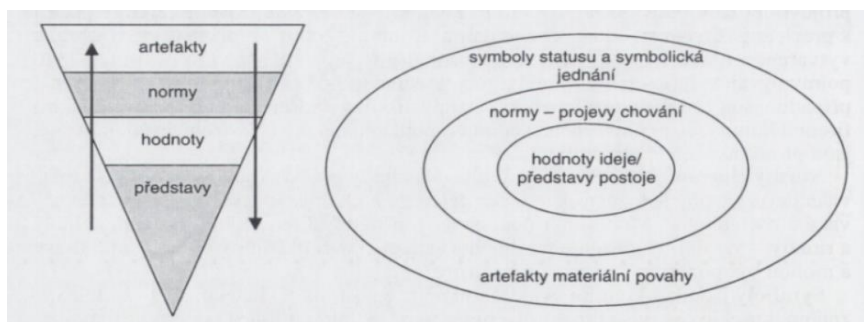 artefakty
normy
hodnoty
představy
symboly statusu a symbolická
jednání
normy – projevy chování
hodnoty ideje/
představy postoje
artefakty materiální povahy